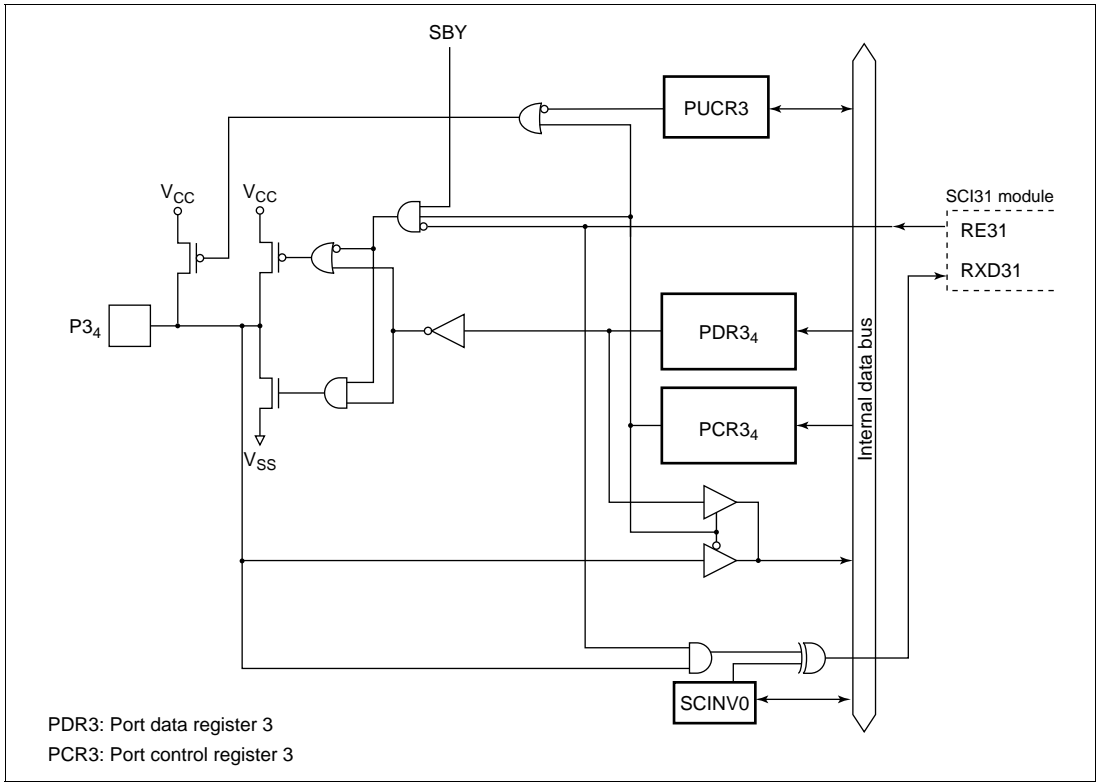 SBY
PUCR3
VCC
VCC
SCI31 module
RE31
RXD31
P34
PDR34
PCR34
Internal data bus
VSS
SCINV0
PDR3: Port data register 3
PCR3: Port control register 3